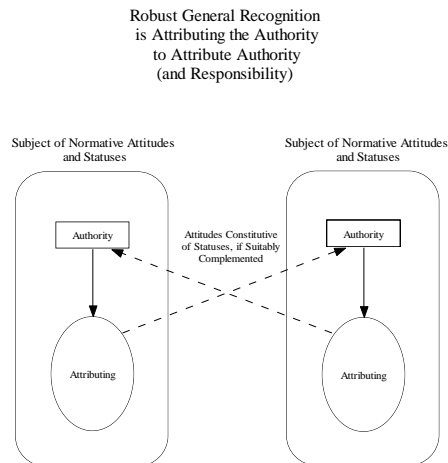 Robust General Recognition
is Attributing the Authority
to Attribute Authority
(and Responsibility)
Subject of Normative Attitudes
and Statuses
Subject of Normative Attitudes
and Statuses
Authority
Attitudes Constitutive
of Statuses, if Suitably
Complemented
Authority
Attributing
Attributing